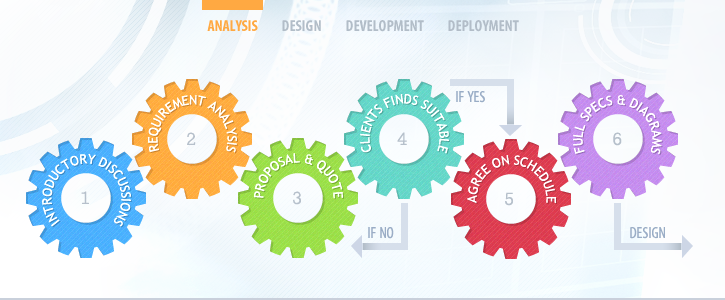 ANALYSIS DESIGN DEVELOPMENT DEPLOYMENT
INTRODUCTORY DISCUSSIONS
1
REQUIREMENT ANALYSIS
2
PROPOSAL & QUOTE
3
CLIENTS FINDS SUITABLE
4
IF YES
IF NO
AGREE ON SCHEDULE
5
FULL SPECS & DIAGRAMS
6
DESIGN